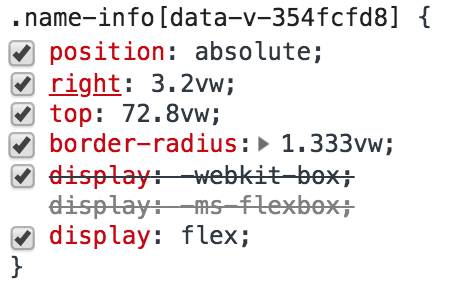 .name-info[data-v-354fcfd8] {
position: absolute;
right: 3.2vw;
top: 72.8vw;
border-radius: 1.333vw;
display: -webkit-box;
display: -ms-flexbox;
display: flex;
}